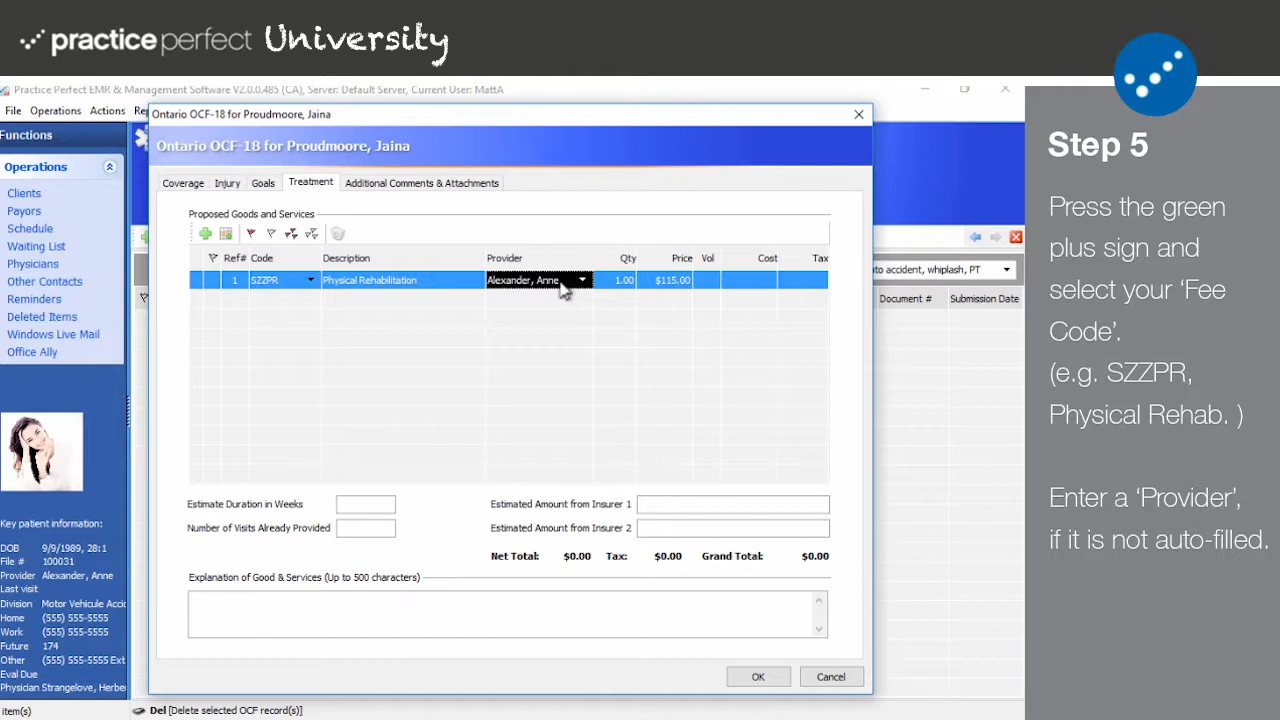 practice perfect University
Practice Perfect EMR & Management Software V2.0.0.485 (CA), Server: Default Server, Current User: MattA
File Operations Actions Re
Ontario OCF-18 for Proudmoore, Jaina
Functions
Ontario OCF-18 for Proudmoore, Jaina
Operations
Clients
Payors
Schedule
Waiting List
Physicians
Other Contacts
Reminders
Deleted Items
Windows Live Mail
Office Ally
Coverage Injury Goals Treatment Additional Comments & Attachments
Proposed Goods and Services
Ref# Code Description Provider Qty Price Vol Cost Tax
1 SZZPR Physical Rehabilitation Alexander, Anne 1.00 $115.00
Estimate Duration in Weeks
Number of Visits Already Provided
Estimated Amount from Insurer 1
Estimated Amount from Insurer 2
Net Total: $0.00 Tax: $0.00 Grand Total: $0.00
Explanation of Good & Services (Up to 500 characters)
OK Cancel
to accident, whiplash, PT
Document # Submission Date
Key patient information:
DOB 9/9/1989, 28:1
File # 100031
Provider Alexander, Anne
Last visit
Division Motor Vehicule Accid
Home (555) 555-5555
Work (555) 555-5555
Future 174
Other (555) 555-5555 Ext
Eval Due
Physician Strangelove, Herber
item(s)
Del [Delete selected OCF record(s)]
Step 5
Press the green
plus sign and
select your ‘Fee
Code’.
(e.g. SZZPR,
Physical Rehab. )
Enter a ‘Provider’,
if it is not auto-filled.